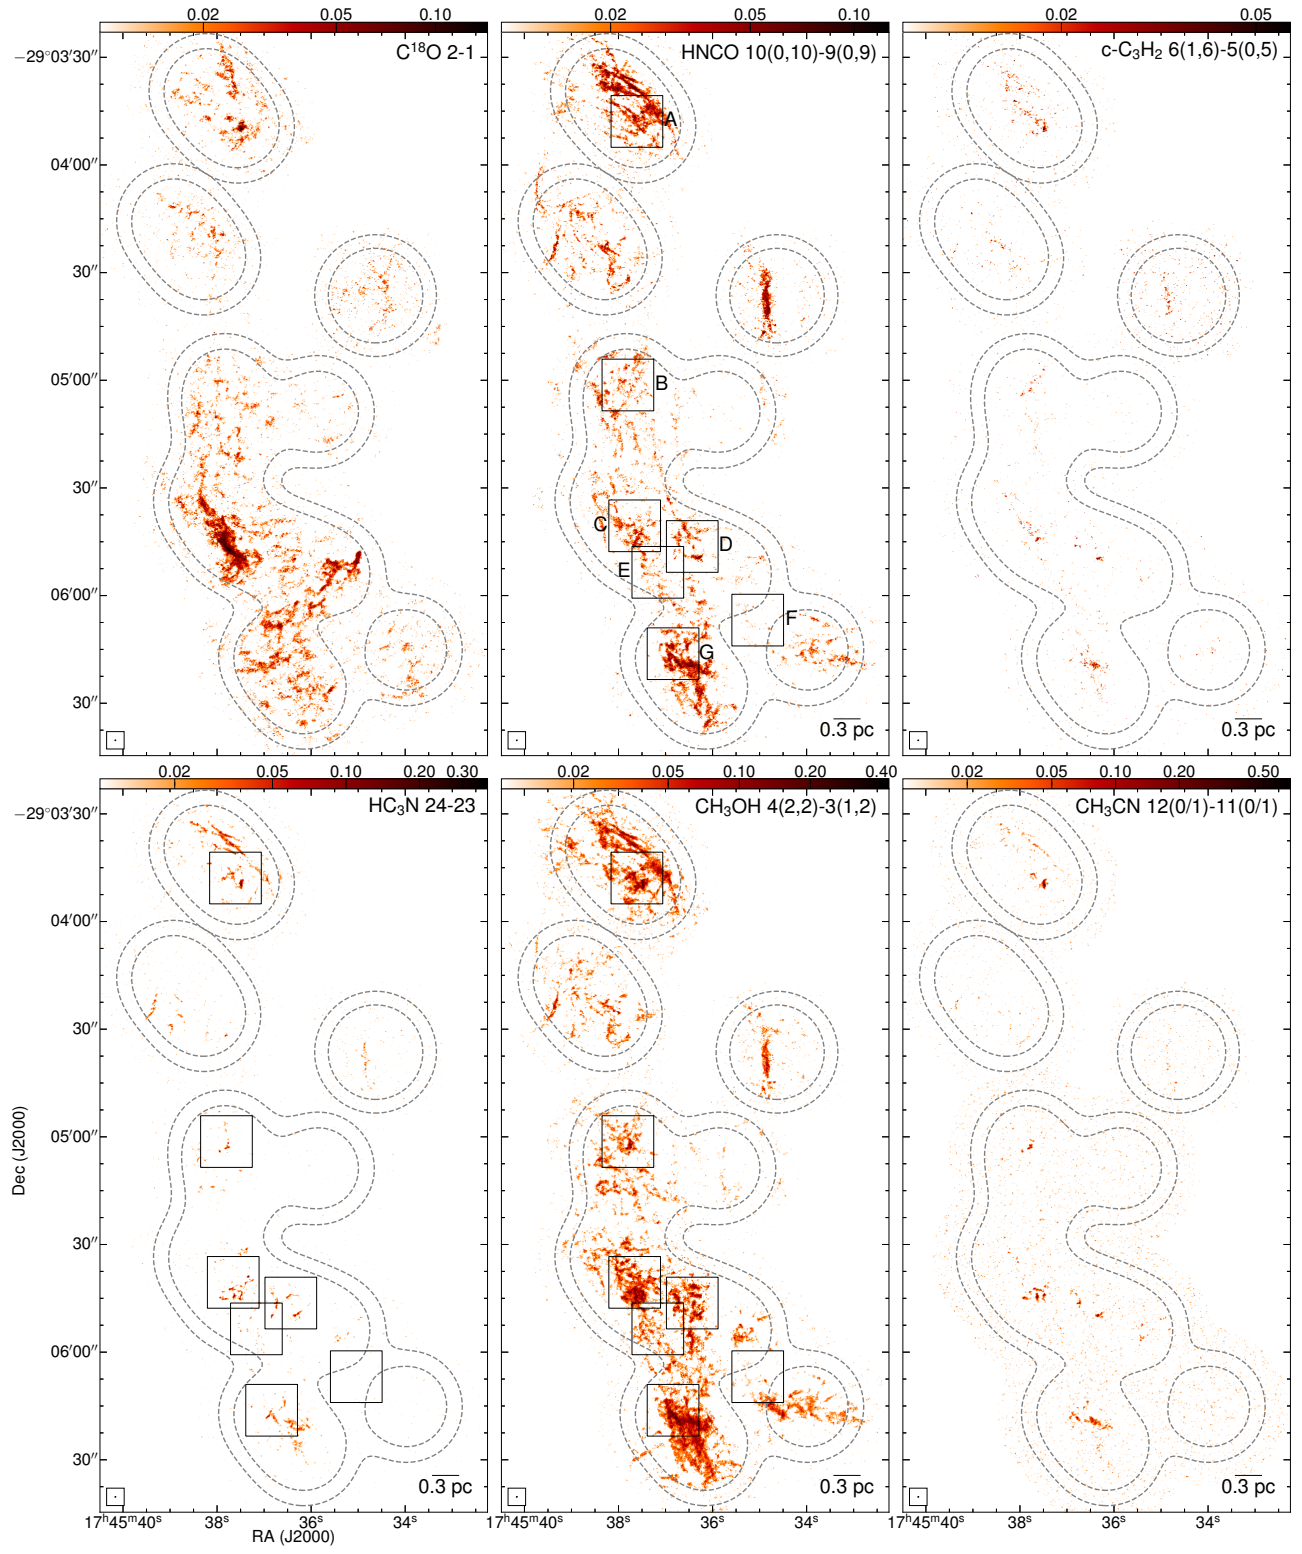 0.02 0.05 0.10
0.02 0.05 0.10
0.02 0.05
C¹⁸O 2-1
HNCO 10(0,10)-9(0,9)
c-C₃H₂ 6(1,6)-5(0,5)
−29°03′30″
04′00″
30″
05′00″
30″
06′00″
30″
A
B
C
D
E
F
G
0.3 pc
0.3 pc
0.02 0.05 0.10 0.20 0.30
0.02 0.05 0.10 0.20 0.40
0.02 0.05 0.10 0.20 0.50
HC₃N 24-23
CH₃OH 4(2,2)-3(1,2)
CH₃CN 12(0/1)-11(0/1)
−29°03′30″
04′00″
30″
05′00″
30″
06′00″
30″
Dec (J2000)
0.3 pc
0.3 pc
0.3 pc
17ʰ45ᵐ40ˢ 38ˢ 36ˢ 34ˢ
38ˢ 36ˢ 34ˢ
38ˢ 36ˢ 34ˢ
RA (J2000)